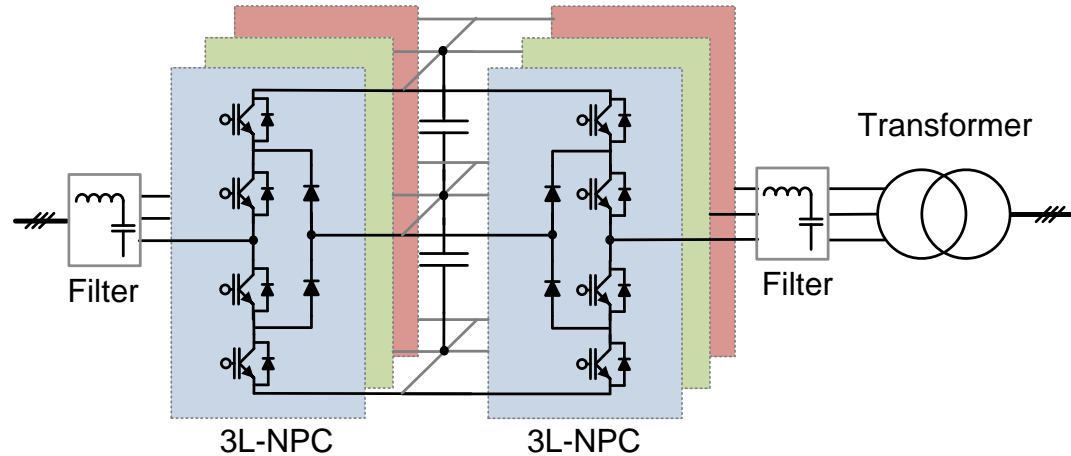 Transformer
Filter
Filter
3L-NPC
3L-NPC